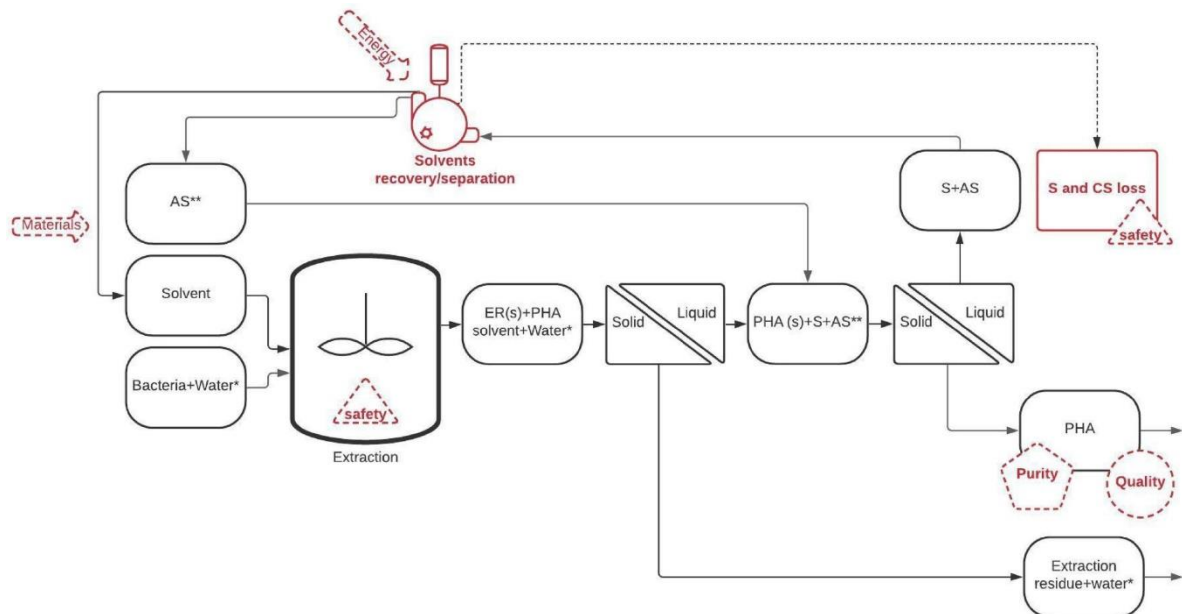 Energy
Solvents
recovery/separation
AS**
S+AS
S and CS loss
safety
Materials
Solvent
ER(s)+PHA
solvent+Water*
Solid
Liquid
PHA (s)+S+AS**
Solid
Liquid
Bacteria+Water*
safety
Extraction
PHA
Purity
Quality
Extraction
residue+water*